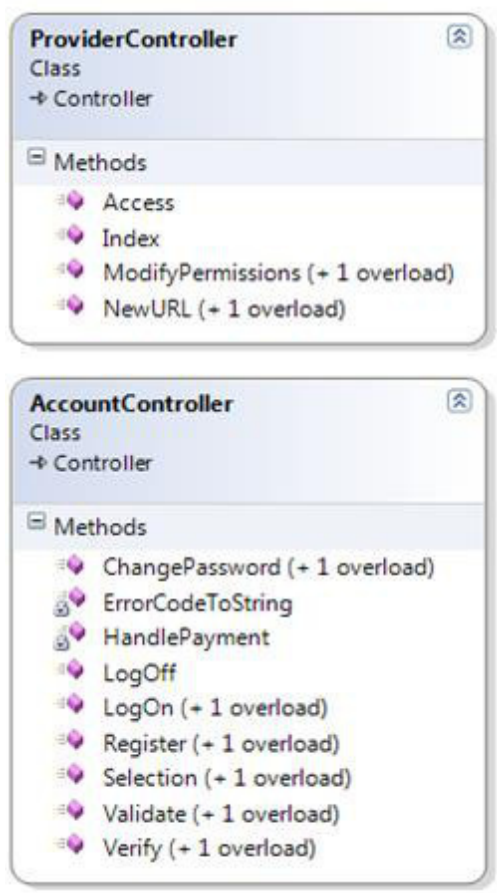 ProviderController
Class
Controller
Methods
Access
Index
ModifyPermissions (+ 1 overload)
NewURL (+ 1 overload)
AccountController
Class
Controller
Methods
ChangePassword (+ 1 overload)
ErrorCodeToString
HandlePayment
LogOff
LogOn (+ 1 overload)
Register (+ 1 overload)
Selection (+ 1 overload)
Validate (+ 1 overload)
Verify (+ 1 overload)